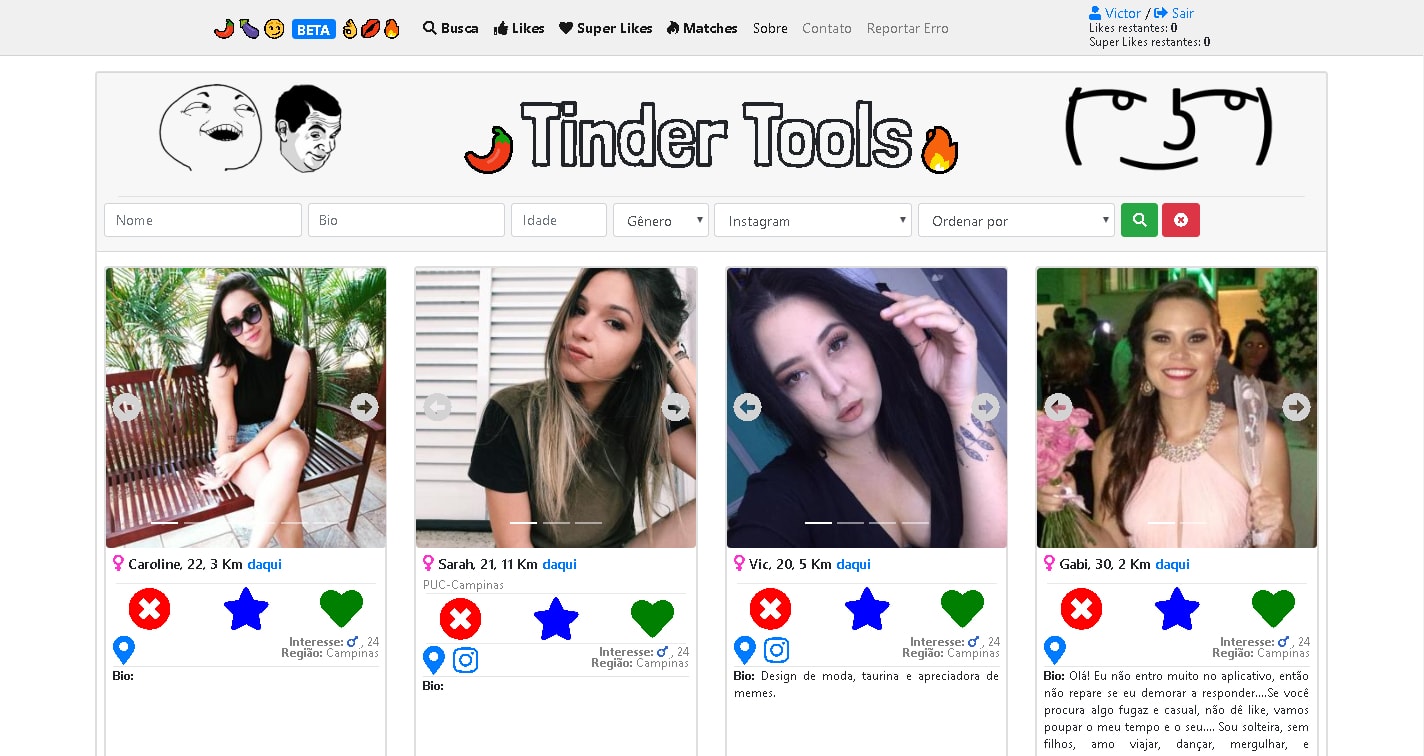 BETA Busca Likes Super Likes Matches Sobre Contato Reportar Erro
Victor / Sair
Likes restantes: 0
Super Likes restantes: 0
Tinder Tools
Nome Bio Idade Gênero Instagram Ordenar por
Caroline, 22, 3 Km daqui
Interesse: ♂, 24
Região: Campinas
Bio:
Sarah, 21, 11 Km daqui
PUC-Campinas
Interesse: ♂, 24
Região: Campinas
Bio:
Vic, 20, 5 Km daqui
Interesse: ♂, 24
Região: Campinas
Bio: Design de moda, taurina e apreciadora de
memes.
Gabi, 30, 2 Km daqui
Interesse: ♂, 24
Região: Campinas
Bio: Olá! Eu não entro muito no aplicativo, então
não repare se eu demorar a responder....Se você
procura algo fugaz e casual, não dê like, vamos
poupar o meu tempo e o seu.... Sou solteira, sem
filhos, amo viajar, dançar, mergulhar, e